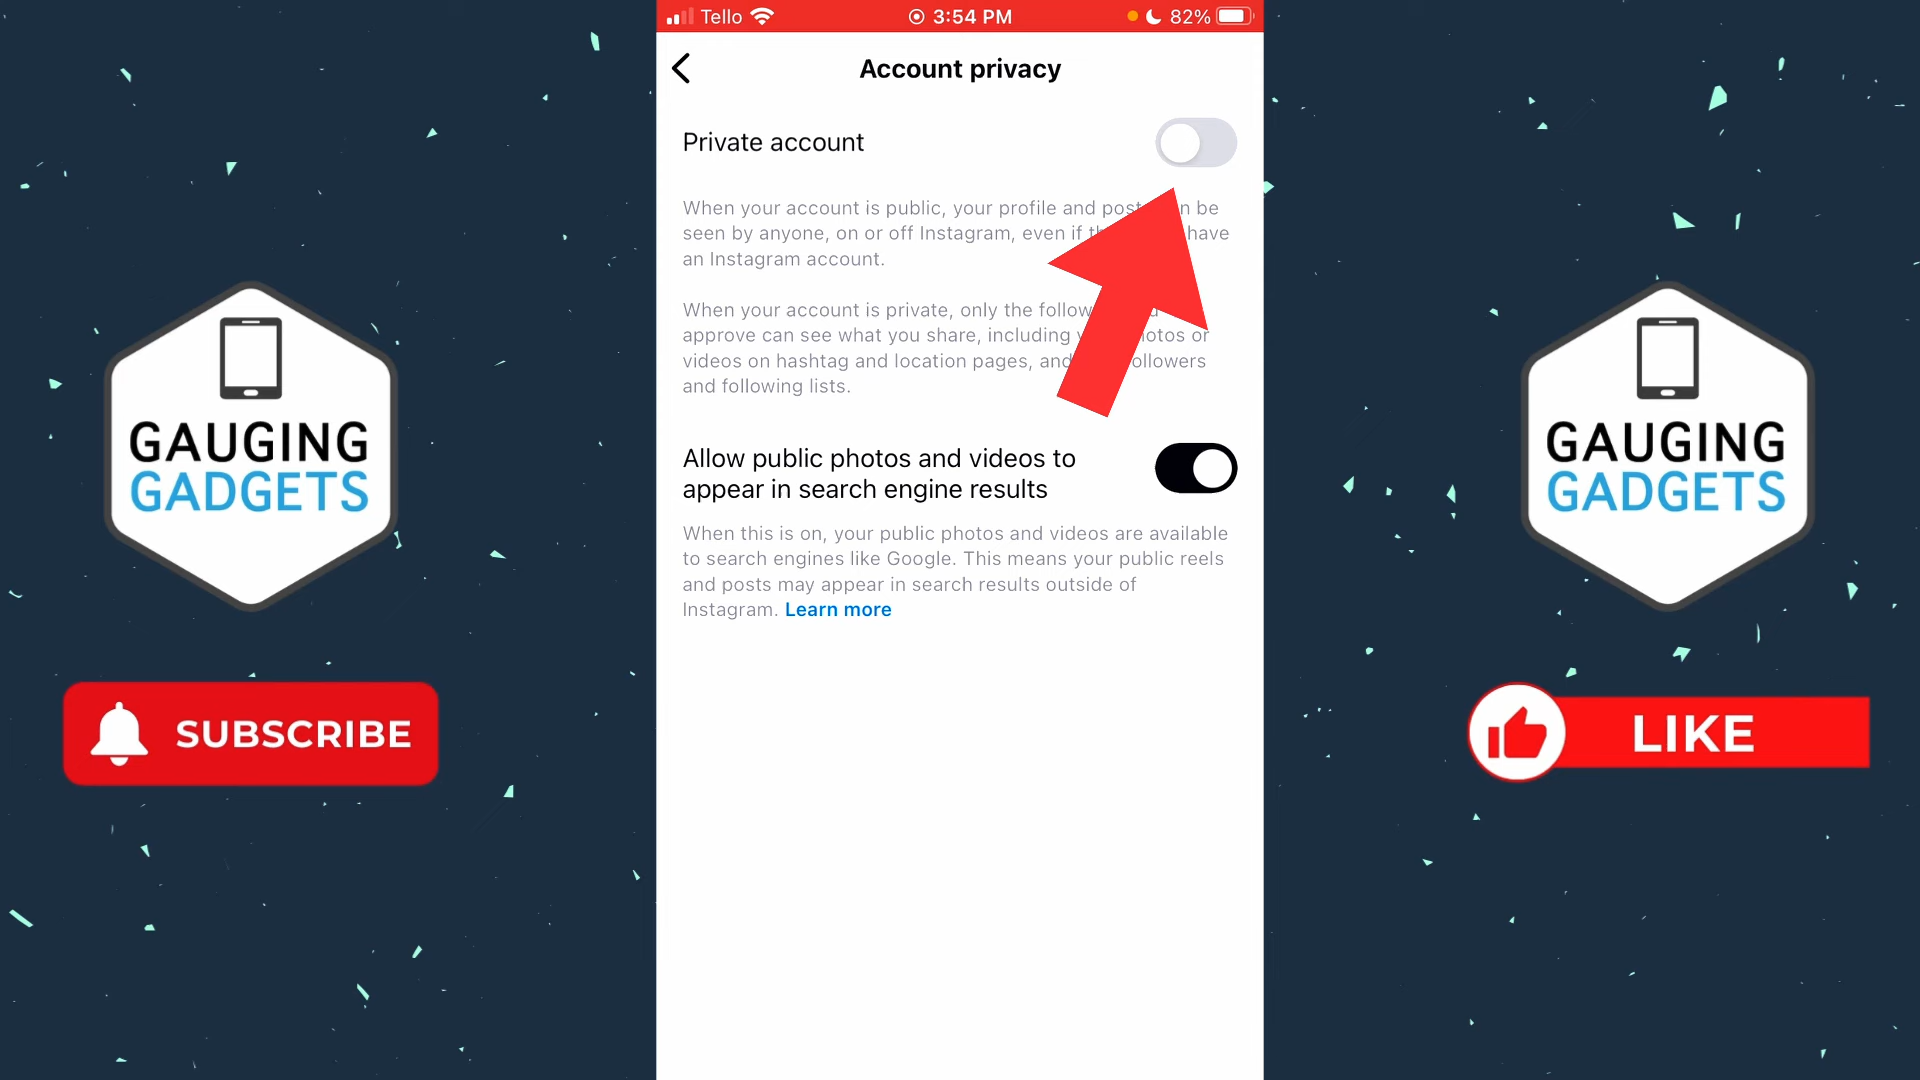 Tello 3:54 PM 82%
Account privacy
Private account
When your account is public, your profile and post n be
seen by anyone, on or off Instagram, even if have
an Instagram account.
When your account is private, only the follow
approve can see what you share, including otos or
videos on hashtag and location pages, and ollowers
and following lists.
Allow public photos and videos to
appear in search engine results
When this is on, your public photos and videos are available
to search engines like Google. This means your public reels
and posts may appear in search results outside of
Instagram. Learn more
GAUGING
GADGETS
SUBSCRIBE
GAUGING
GADGETS
LIKE